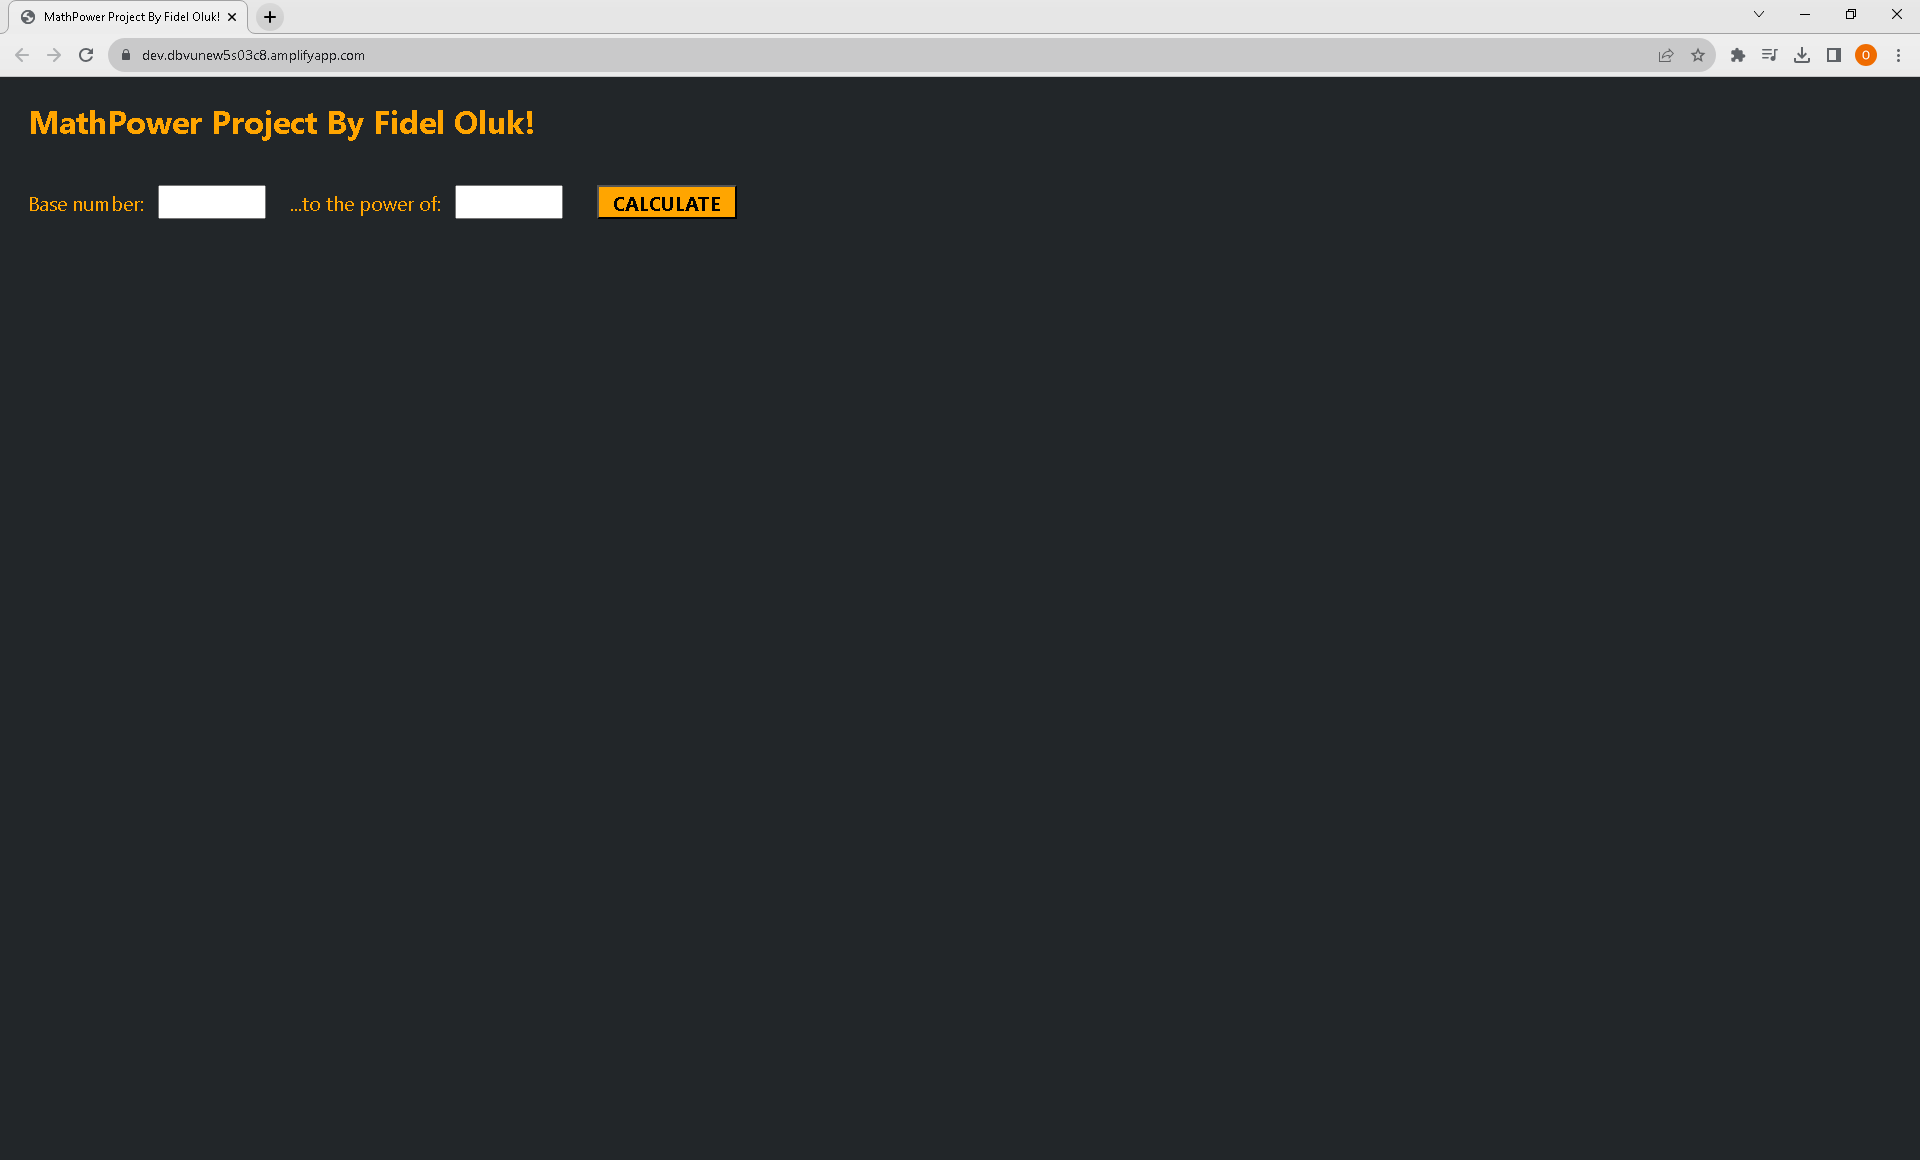 MathPower Project By Fidel Oluk!
dev.dbvunew5s03c8.amplifyapp.com
O
MathPower Project By Fidel Oluk!
Base number: ...to the power of: CALCULATE